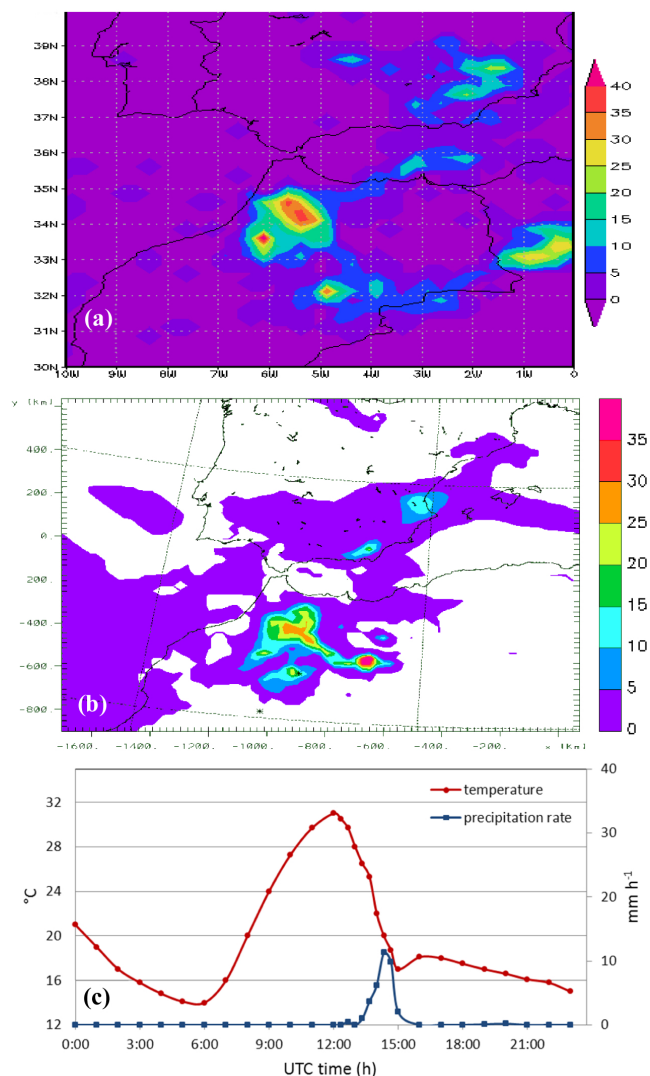 39N
38N
37N
36N
35N
34N
33N
32N
31N
30N
(a)
10W 9W 8W 7W 6W 5W 4W 3W 2W 1W 0
40
35
30
25
20
15
10
5
0
y [km]
400.
200.
0
-200.
-400.
-600.
-800.
(b)
-1600. -1400. -1200. -1000. -800. -600. -400. -200. x [km]
35
30
25
20
15
10
5
0
temperature
precipitation rate
32
28
24
20
16
12
°C
40
30
20
10
0
mm h-1
(c)
0:00 3:00 6:00 9:00 12:00 15:00 18:00 21:00
UTC time (h)